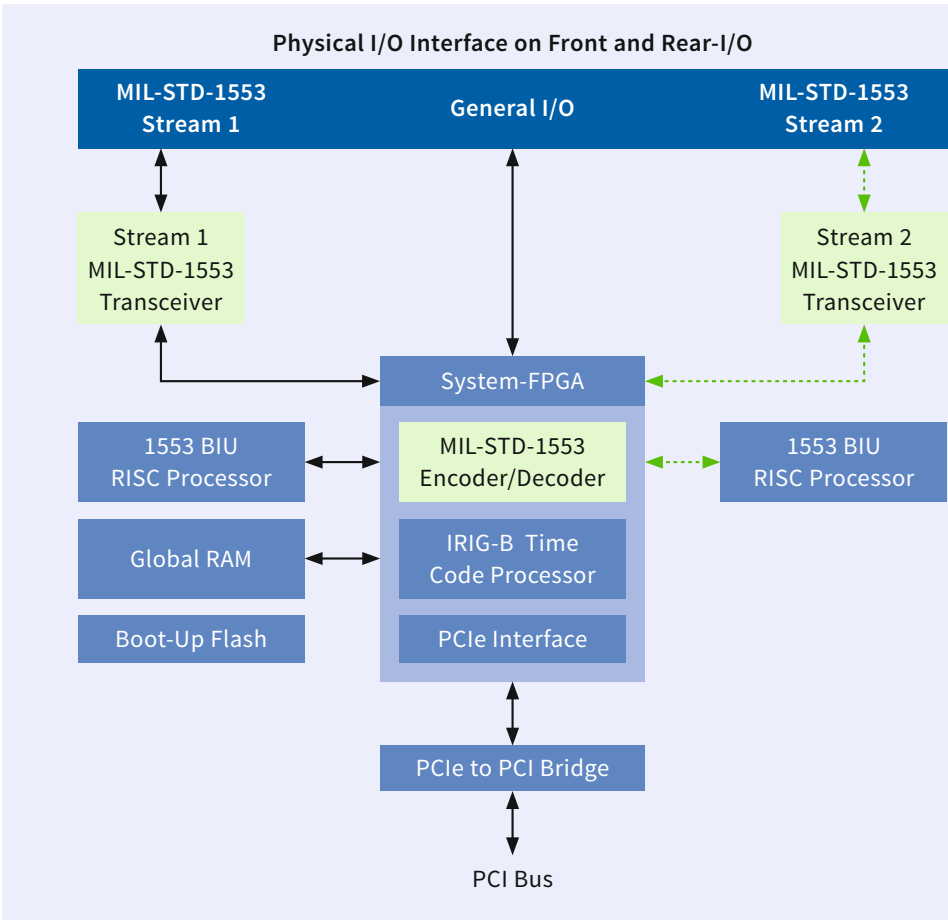 Physical I/O Interface on Front and Rear-I/O
MIL-STD-1553
Stream 1
General I/O
MIL-STD-1553
Stream 2
Stream 1
MIL-STD-1553
Transceiver
Stream 2
MIL-STD-1553
Transceiver
System-FPGA
1553 BIU
RISC Processor
MIL-STD-1553
Encoder/Decoder
1553 BIU
RISC Processor
Global RAM
IRIG-B Time
Code Processor
Boot-Up Flash
PCIe Interface
PCIe to PCI Bridge
PCI Bus